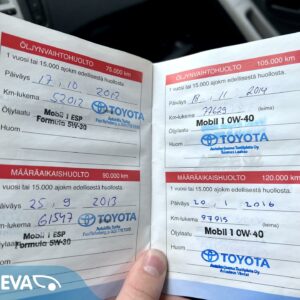 ÖLJYNVAIHTOHUOLTO 75.000 km
1 vuosi tai 15.000 ajokm edellisestä huollosta.
Päiväys 17.10 2012
Km-lukema 52012
Öljylaatu Mobil 1 ESP
Formula 5W-30
Huom
TOYOTA
MÄÄRÄAIKAISHUOLTO 90.000 km
1 vuosi tai 15.000 ajokm edellisestä huollosta.
Päiväys 25.9 2013
Km-lukema 61547
Öljylaatu Mobil 1 ESP
Formula 5W-30
Huom
TOYOTA
ÖLJYNVAIHTOHUOLTO 105.000 km
1 vuosi tai 15.000 ajokm edellisestä huollosta.
Päiväys 18.11 2014
Km-lukema (leima)
Öljylaatu Mobil 1 0W-40
Huom.
TOYOTA
MÄÄRÄAIKAISHUOLTO 120.000 km
1 vuosi tai 15.000 ajokm edellisestä huollosta.
Päiväys 20.1 2016
Km-lukema (leima)
Öljylaatu Mobil 1 0W-40
Huom.
TOYOTA
EVA